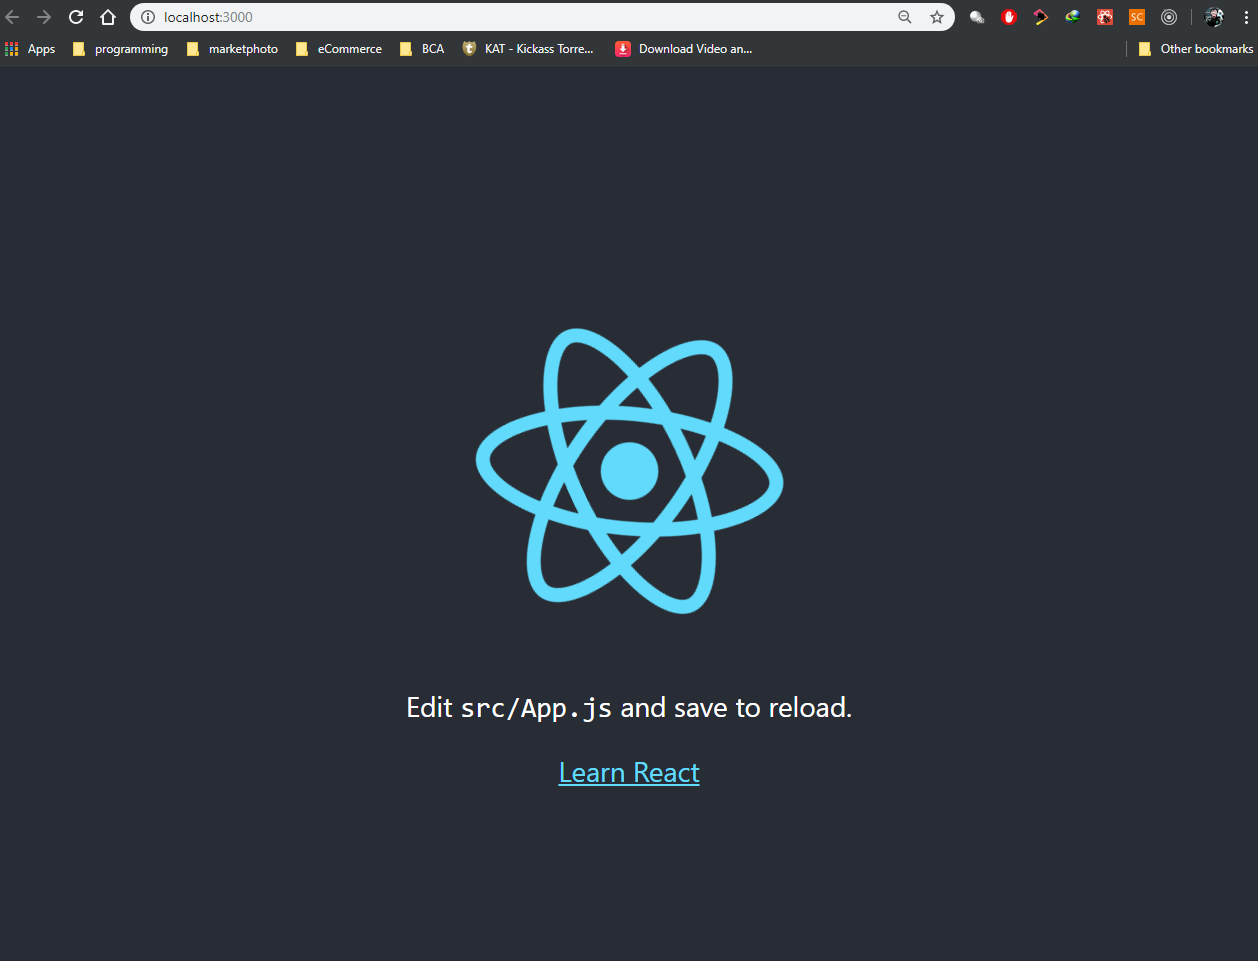 localhost:3000
SC
Apps programming marketphoto eCommerce BCA KAT - Kickass Torre... Download Video an... Other bookmarks
Edit src/App.js and save to reload.
Learn React